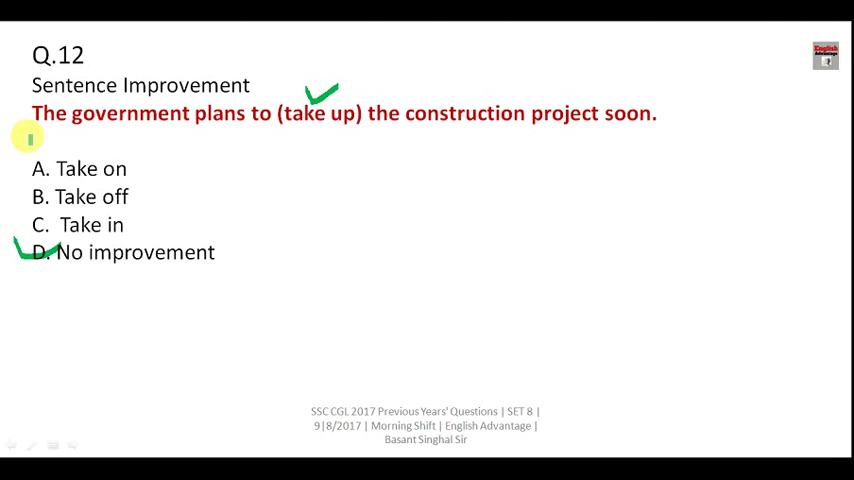 Q.12
English
Advantage
Sentence Improvement
The government plans to (take up) the construction project soon.
A. Take on
B. Take off
C. Take in
D. No improvement
SSC CGL 2017 Previous Years' Questions | SET 8 |
9|8/2017 | Morning Shift | English Advantage |
Basant Singhal Sir